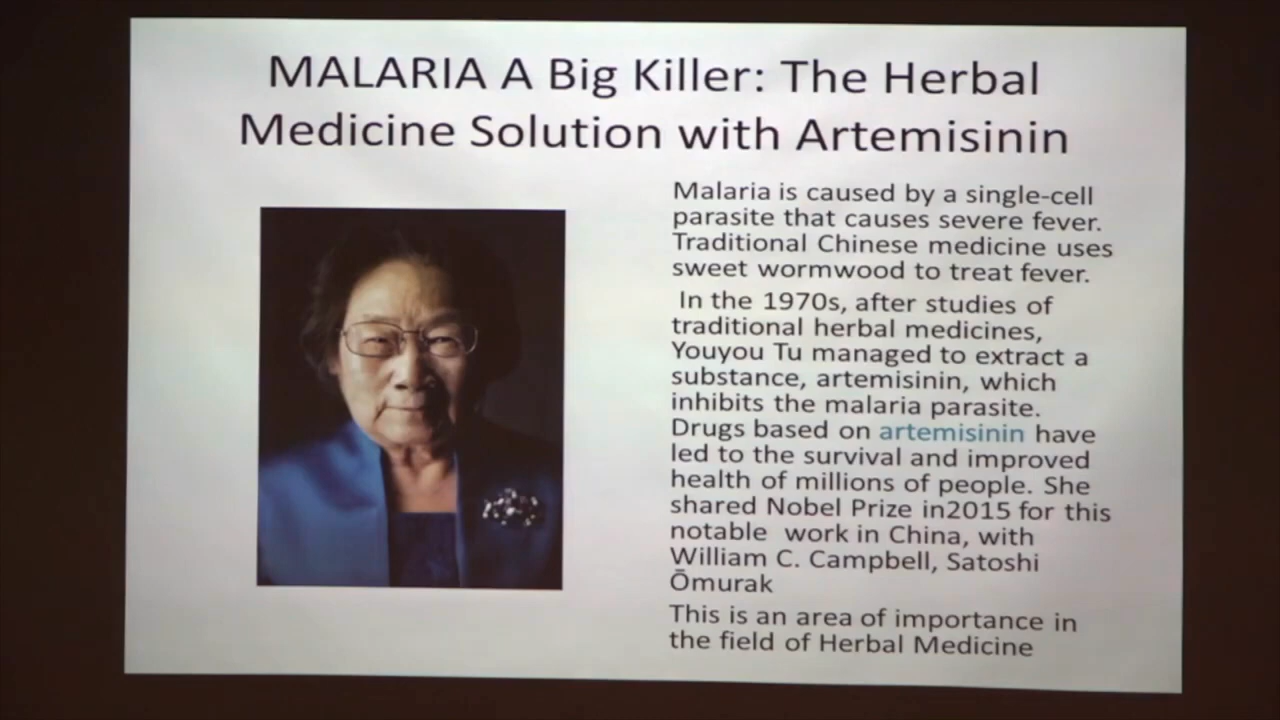 MALARIA A Big Killer: The Herbal
Medicine Solution with Artemisinin
Malaria is caused by a single-cell
parasite that causes severe fever.
Traditional Chinese medicine uses
sweet wormwood to treat fever.
In the 1970s, after studies of
traditional herbal medicines,
Youyou Tu managed to extract a
substance, artemisinin, which
inhibits the malaria parasite.
Drugs based on artemisinin have
led to the survival and improved
health of millions of people. She
shared Nobel Prize in2015 for this
notable  work in China, with
William C. Campbell, Satoshi
Ōmurak
This is an area of importance in
the field of Herbal Medicine